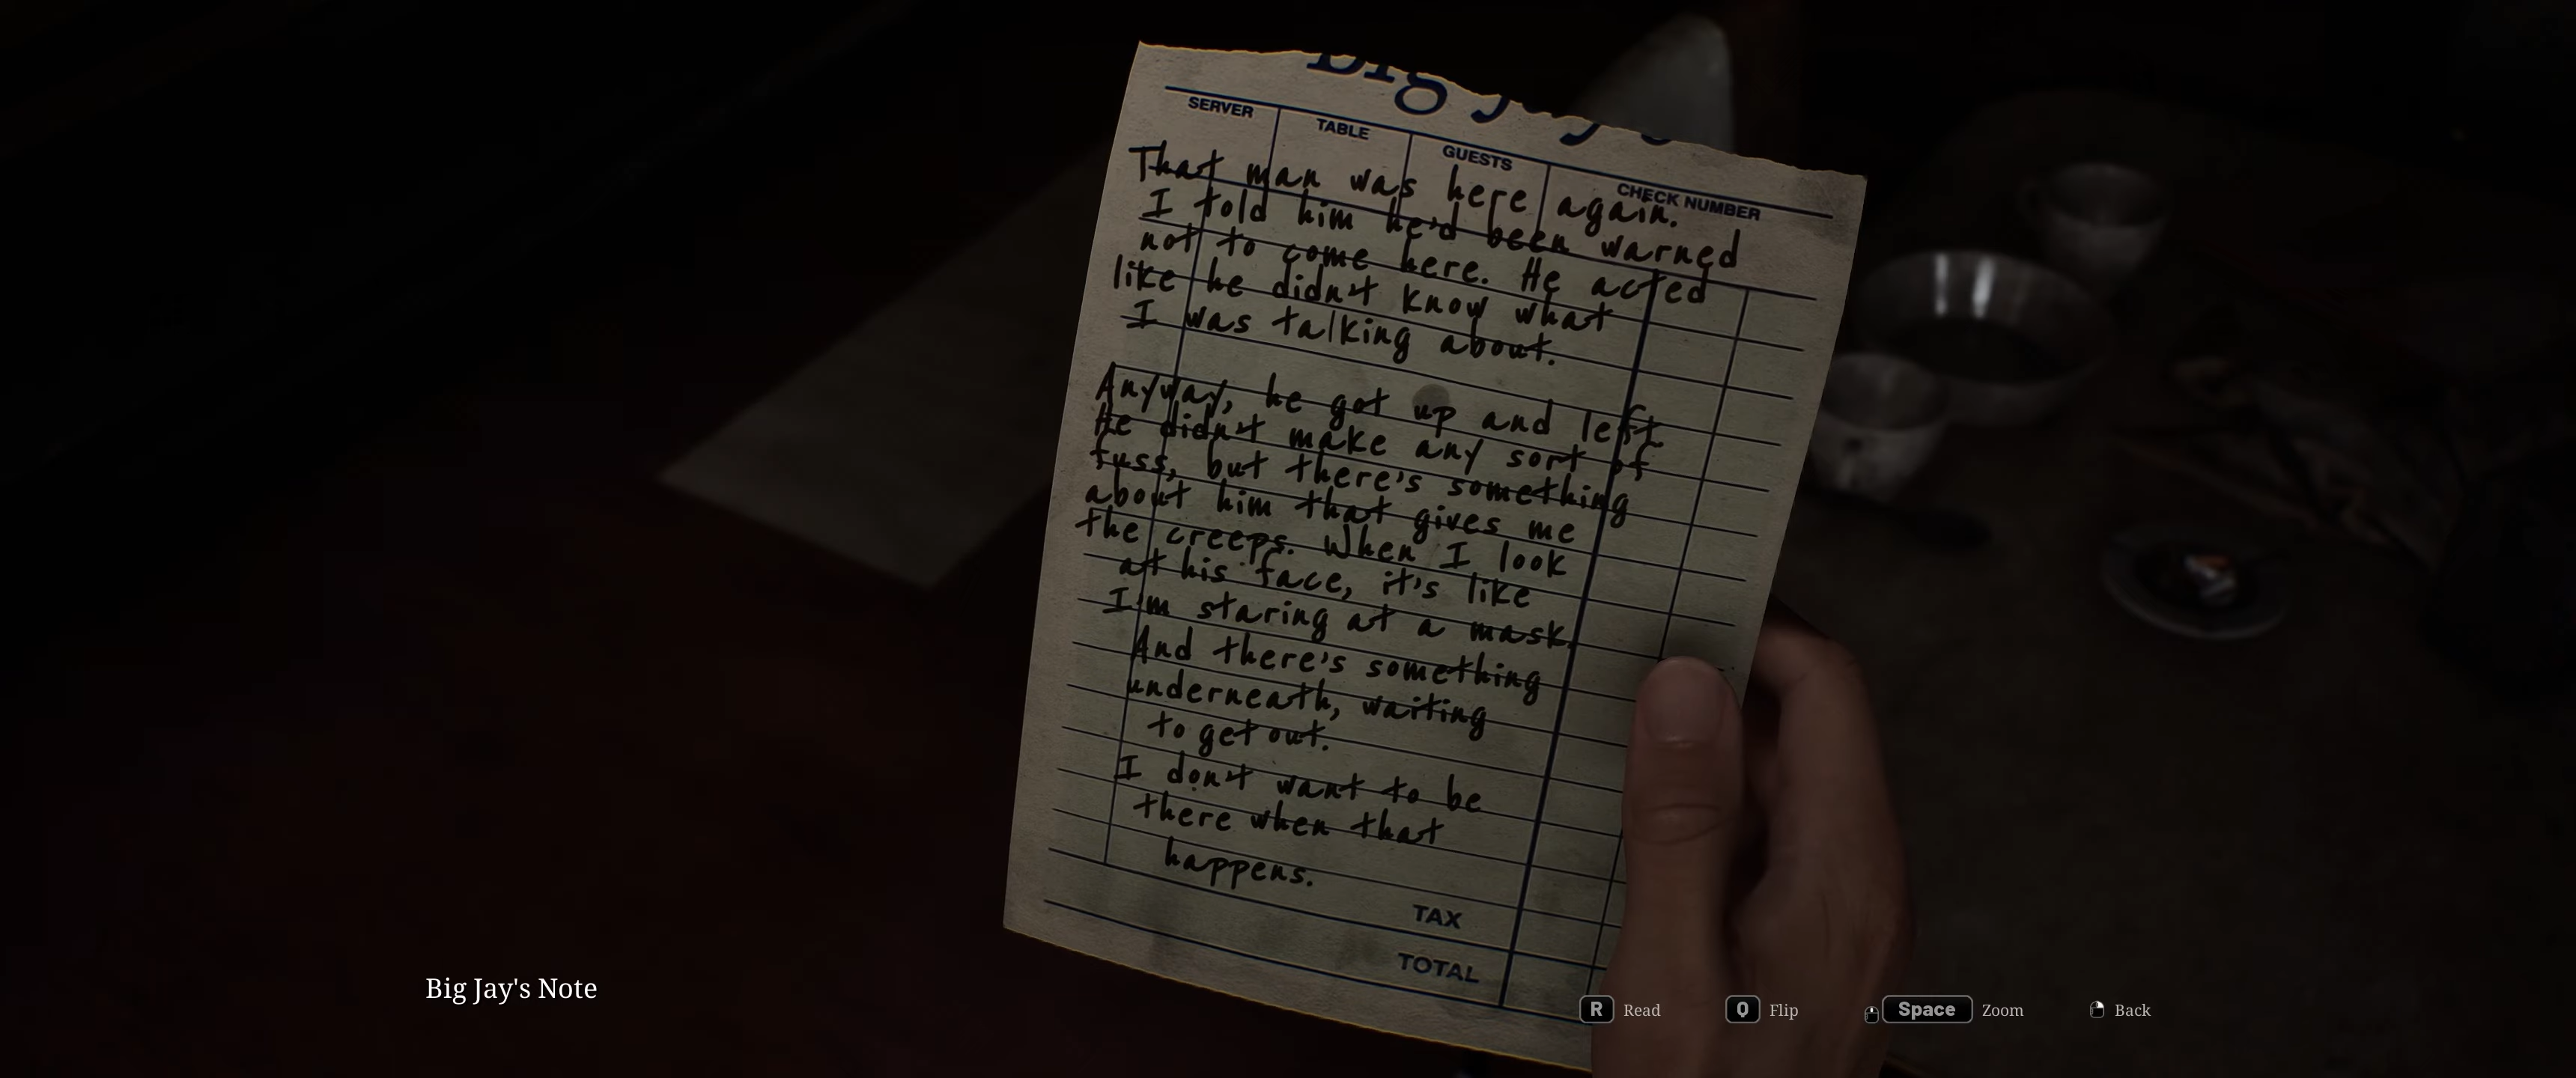 Big Jay's
SERVER TABLE GUESTS CHECK NUMBER
That man was here again.
I told him he'd been warned
not to come here. He acted
like he didn't know what
I was talking about.
Anyway, he got up and left.
He didn't make any sort of
fuss, but there's something
about him that gives me
the creeps. When I look
at his face, it's like
I'm staring at a mask.
And there's something
underneath, waiting
to get out.
I don't want to be
there when that
happens.
TAX
TOTAL
Big Jay's Note
R Read Q Flip Space Zoom Back